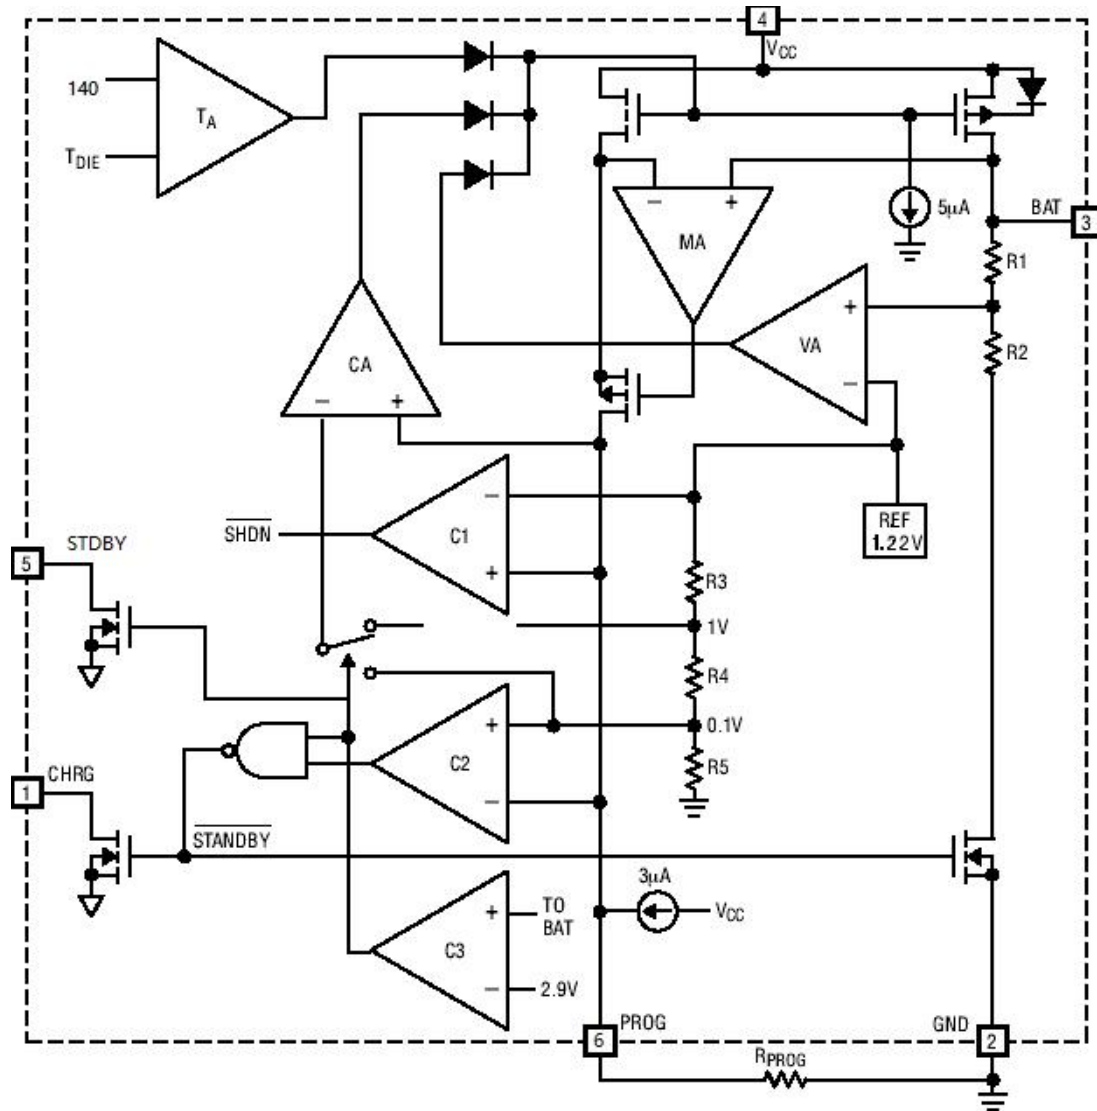 4
VCC
140
TA
TDIE
− +
MA
5μA
BAT
3
R1
+
VA
−
R2
CA
− +
REF
1.22V
−
C1
+
SHDN
R3
5
STDBY
1V
R4
+
C2
−
0.1V
R5
CHRG
1
STANDBY
3μA
VCC
+
C3
−
TO
BAT
2.9V
PROG
6
GND
2
RPROG